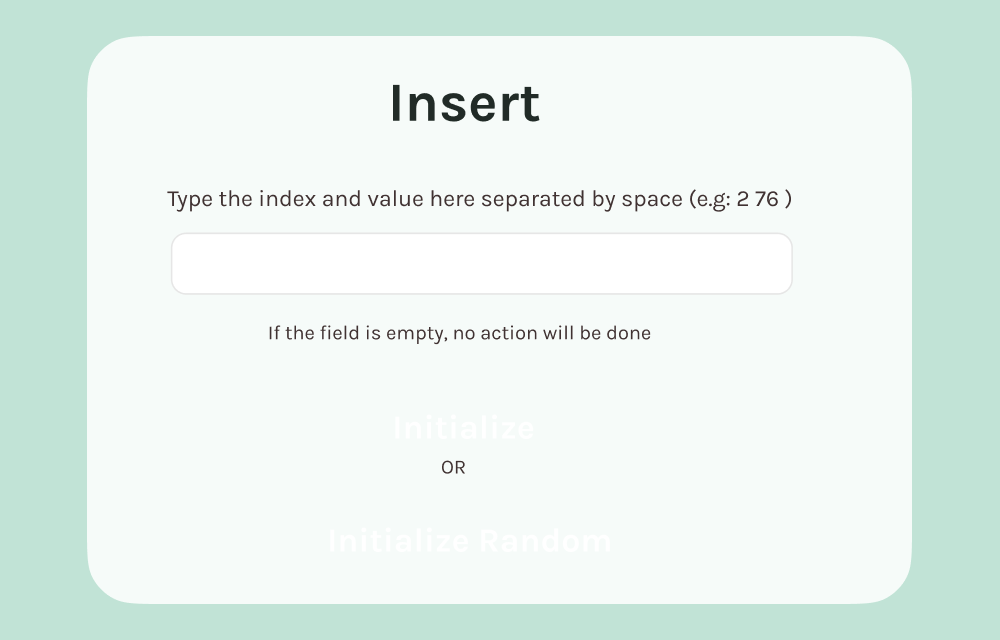 Insert
Type the index and value here separated by space (e.g: 2 76 )
If the field is empty, no action will be done
Initialize
OR
Initialize Random